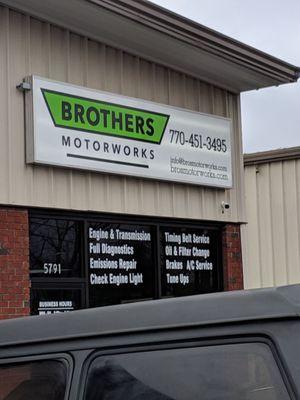 BROTHERS
MOTORWORKS
770-451-3495
info@brosmotorworks.com
brosmotorworks.com
5791
BUSINESS HOURS
Engine & Transmission
Full Diagnostics
Emissions Repair
Check Engine Light
Timing Belt Service
Oil & Filter Change
Brakes A/C Service
Tune Ups